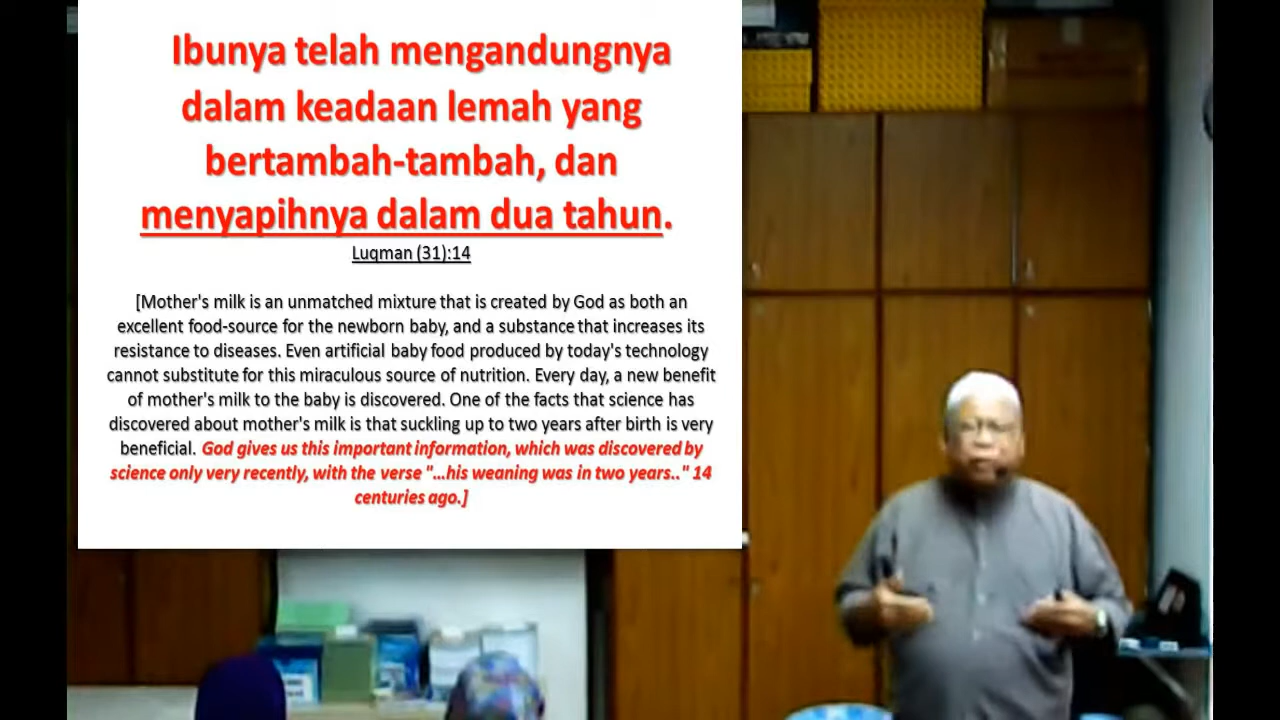 Ibunya telah mengandungnya
dalam keadaan lemah yang
bertambah-tambah, dan
menyapihnya dalam dua tahun.
Luqman (31):14
[Mother's milk is an unmatched mixture that is created by God as both an
excellent food-source for the newborn baby, and a substance that increases its
resistance to diseases. Even artificial baby food produced by today's technology
cannot substitute for this miraculous source of nutrition. Every day, a new benefit
of mother's milk to the baby is discovered. One of the facts that science has
discovered about mother's milk is that suckling up to two years after birth is very
beneficial. God gives us this important information, which was discovered by
science only very recently, with the verse "...his weaning was in two years.." 14
centuries ago.]